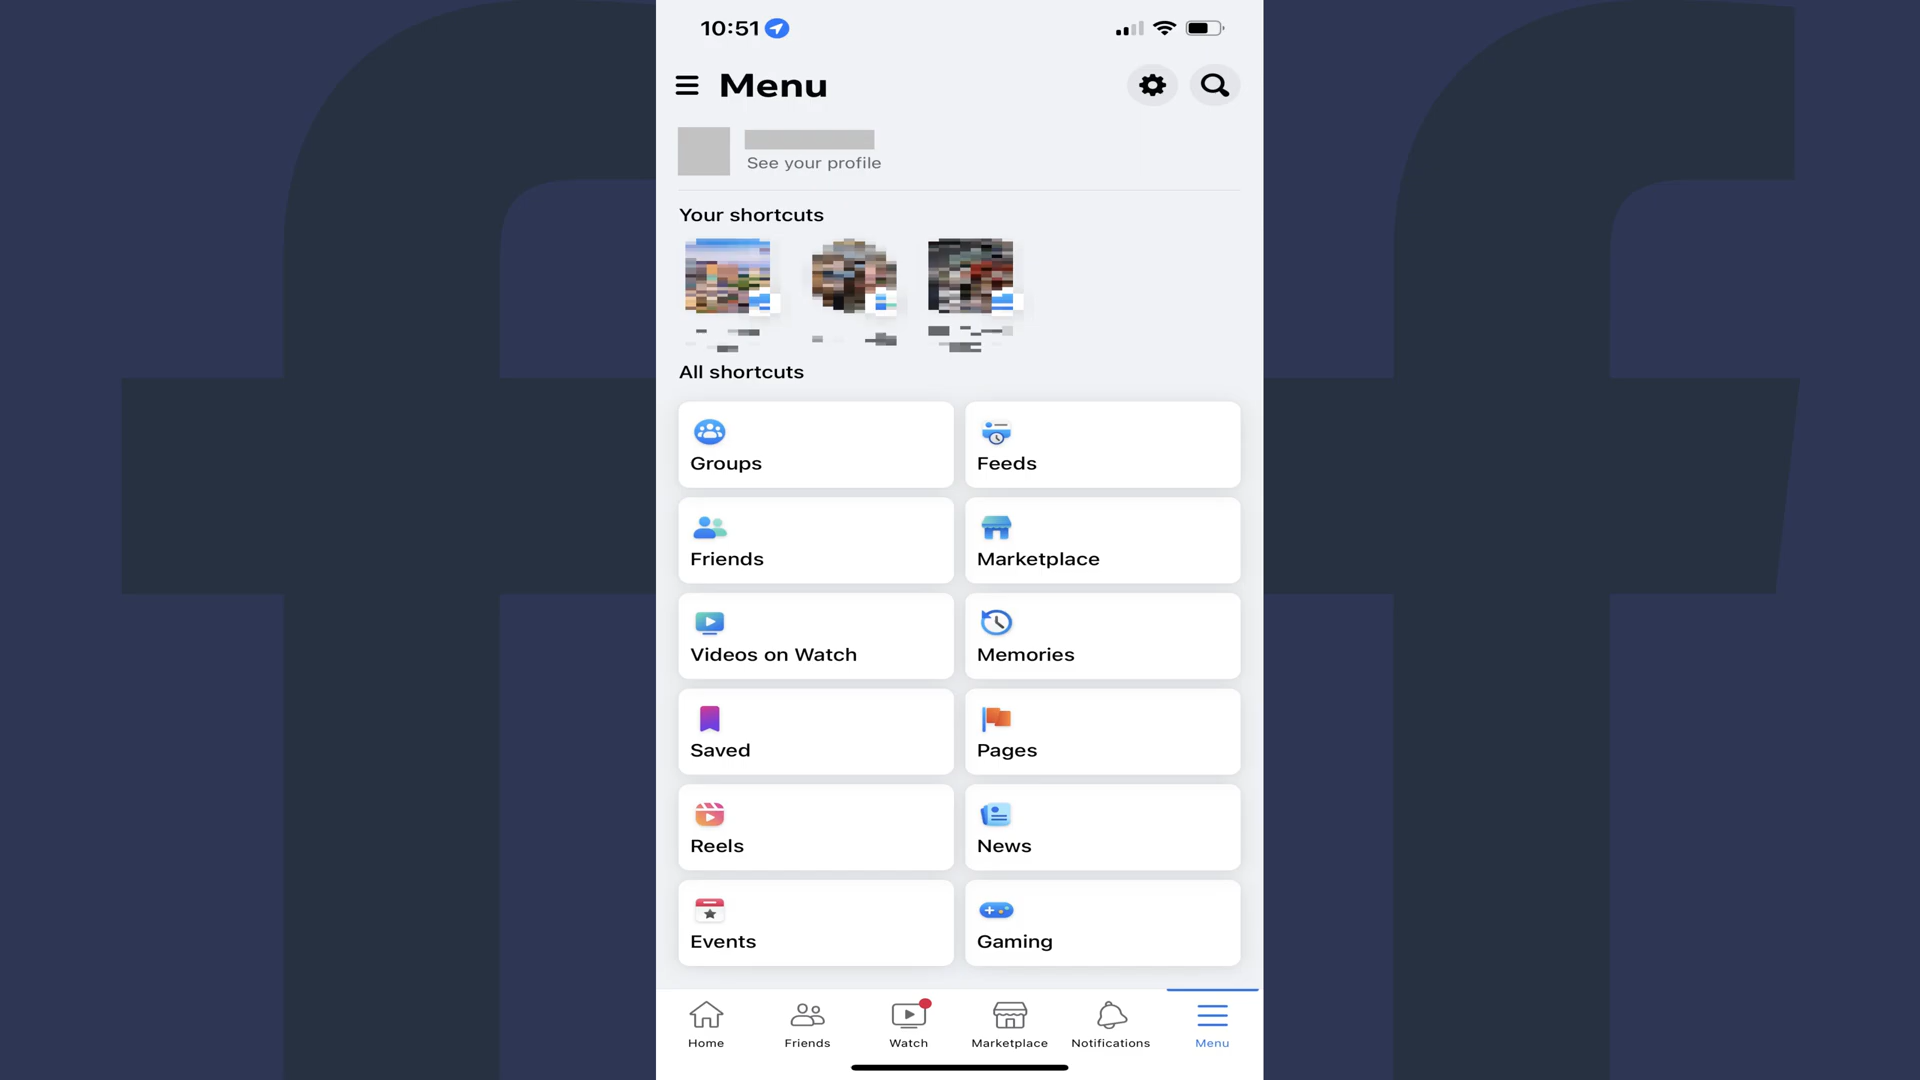 10:51
Menu
See your profile
Your shortcuts
All shortcuts
Groups
Feeds
Friends
Marketplace
Videos on Watch
Memories
Saved
Pages
Reels
News
Events
Gaming
Home
Friends
Watch
Marketplace
Notifications
Menu